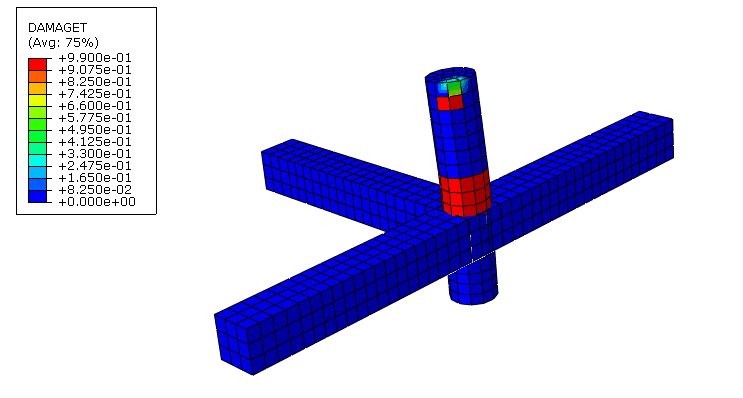 DAMAGET
(Avg: 75%)
+9.900e-01
+9.075e-01
+8.250e-01
+7.425e-01
+6.600e-01
+5.775e-01
+4.950e-01
+4.125e-01
+3.300e-01
+2.475e-01
+1.650e-01
+8.250e-02
+0.000e+00